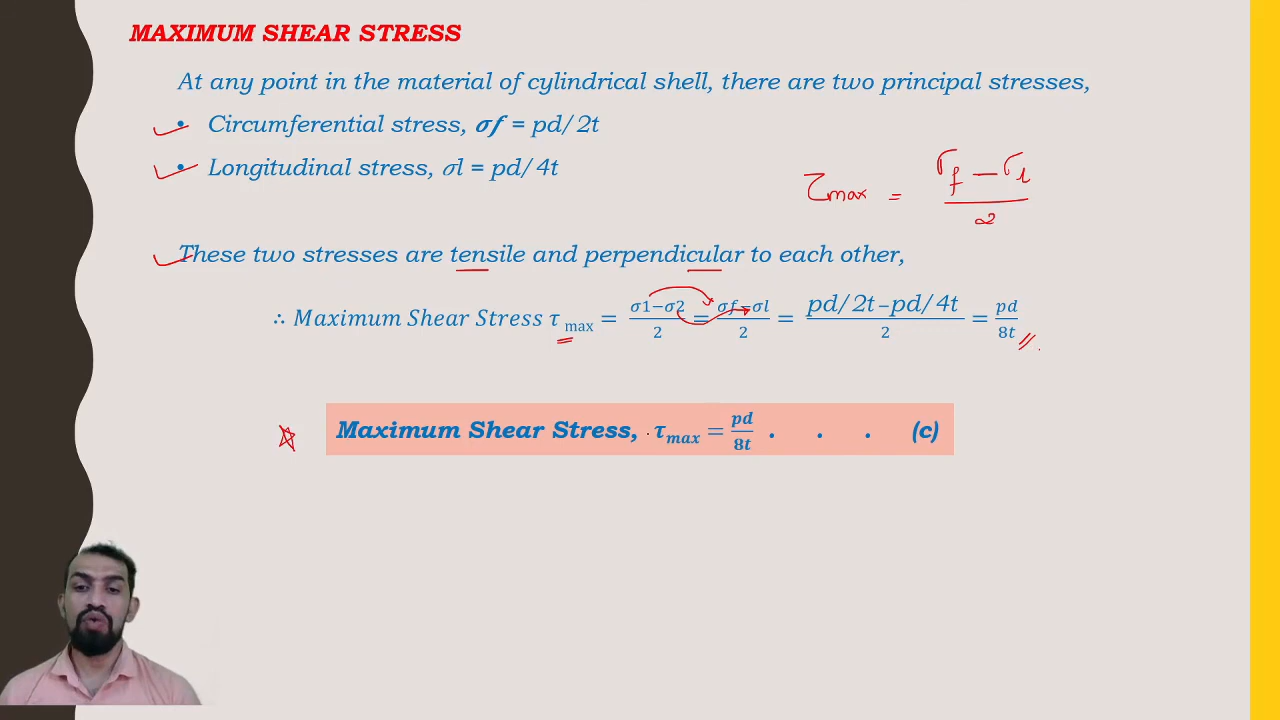 MAXIMUM SHEAR STRESS
At any point in the material of cylindrical shell, there are two principal stresses,
• Circumferential stress, σf = pd/2t
• Longitudinal stress, σl = pd/4t
τmax = σf − σl / 2
These two stresses are tensile and perpendicular to each other,
∴ Maximum Shear Stress τ max = σ1−σ2 / 2 = σf−σl / 2 = pd/2t–pd/4t / 2 = pd / 8t
Maximum Shear Stress, τmax = pd / 8t . . . (c)